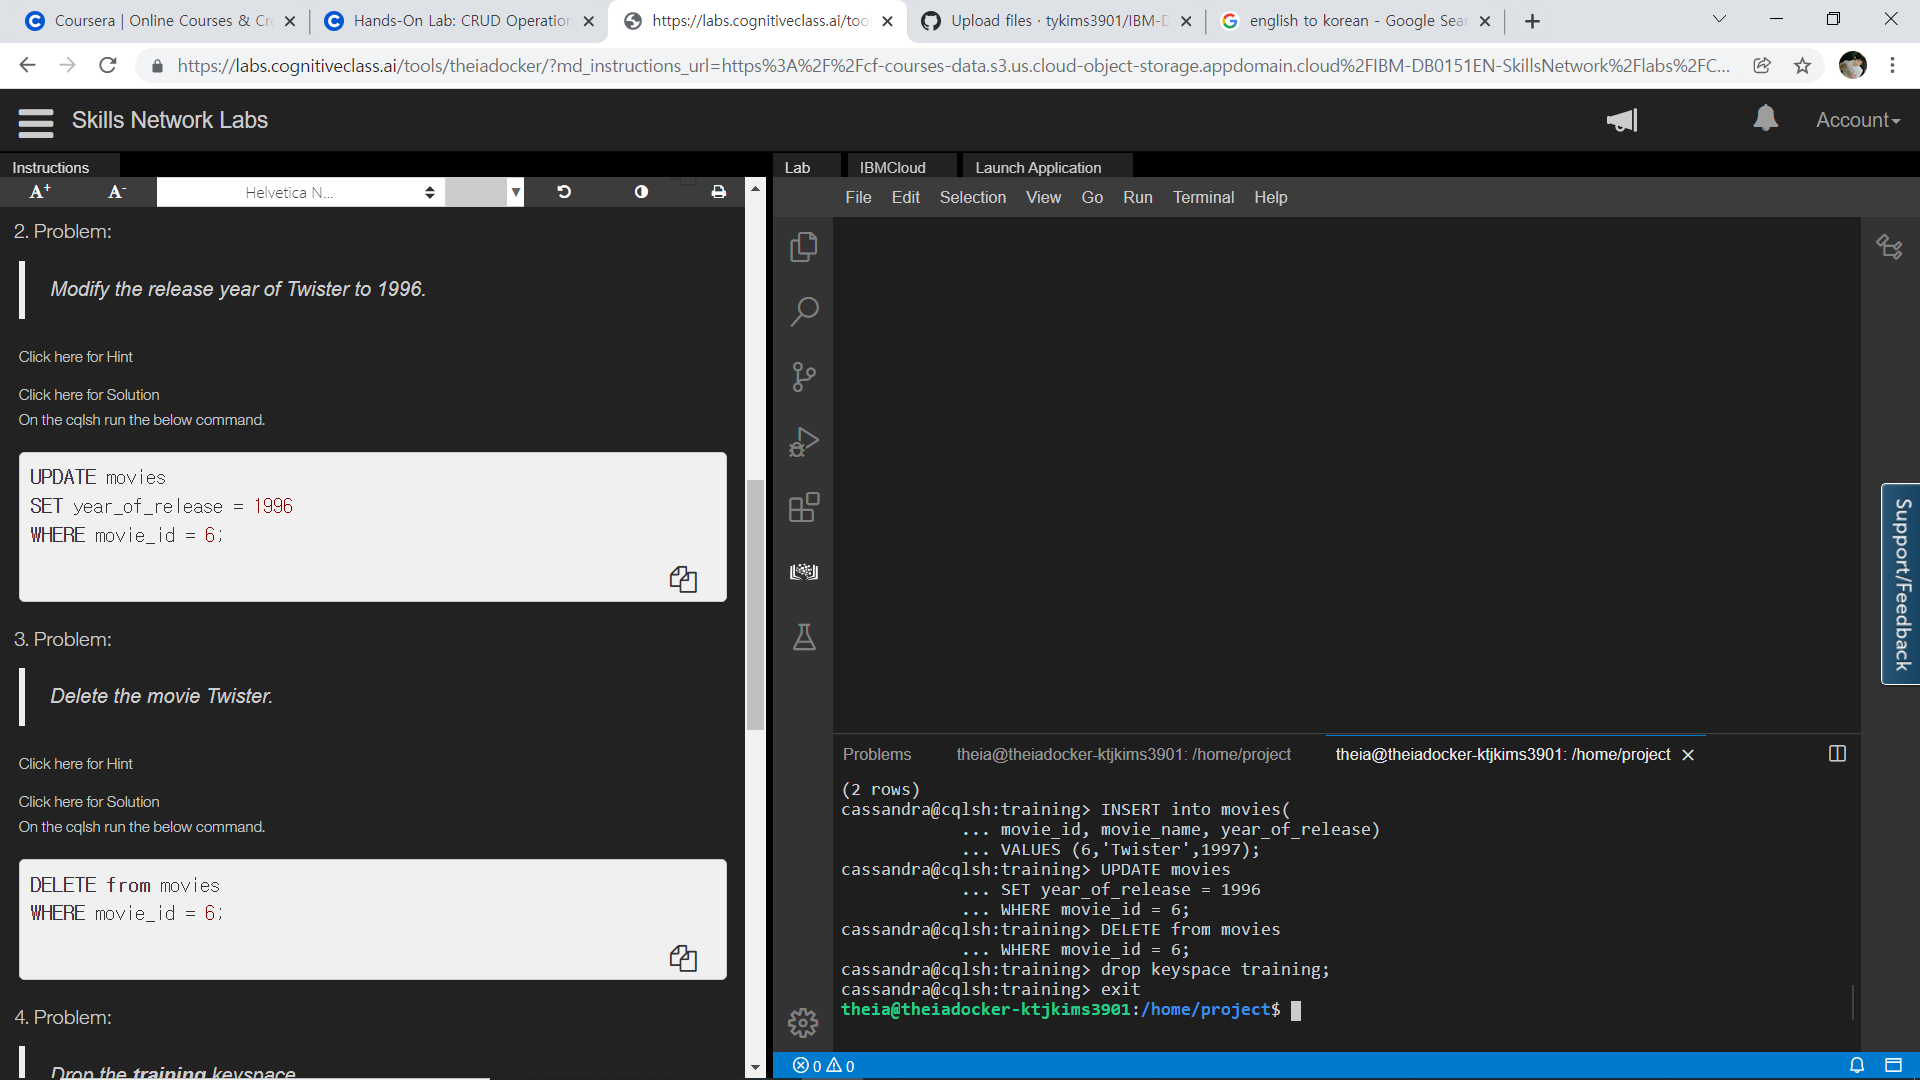 Coursera | Online Courses & Cre
Hands-On Lab: CRUD Operation
https://labs.cognitiveclass.ai/tool
Upload files · tykims3901/IBM-D
english to korean - Google Sear
https://labs.cognitiveclass.ai/tools/theiadocker/?md_instructions_url=https%3A%2F%2Fcf-courses-data.s3.us.cloud-object-storage.appdomain.cloud%2FIBM-DB0151EN-SkillsNetwork%2Flabs%2FC...
Skills Network Labs
Account
Instructions
Lab
IBMCloud
Launch Application
A+
A-
Helvetica N...
File Edit Selection View Go Run Terminal Help
2. Problem:
Modify the release year of Twister to 1996.
Click here for Hint
Click here for Solution
On the cqlsh run the below command.
UPDATE movies
SET year_of_release = 1996
WHERE movie_id = 6;
3. Problem:
Delete the movie Twister.
Click here for Hint
Click here for Solution
On the cqlsh run the below command.
DELETE from movies
WHERE movie_id = 6;
4. Problem:
Drop the training keyspace
Support/Feedback
Problems
theia@theiadocker-ktjkims3901: /home/project
theia@theiadocker-ktjkims3901: /home/project
(2 rows)
cassandra@cqlsh:training> INSERT into movies(
... movie_id, movie_name, year_of_release)
... VALUES (6,'Twister',1997);
cassandra@cqlsh:training> UPDATE movies
... SET year_of_release = 1996
... WHERE movie_id = 6;
cassandra@cqlsh:training> DELETE from movies
... WHERE movie_id = 6;
cassandra@cqlsh:training> drop keyspace training;
cassandra@cqlsh:training> exit
theia@theiadocker-ktjkims3901:/home/project$
0 0